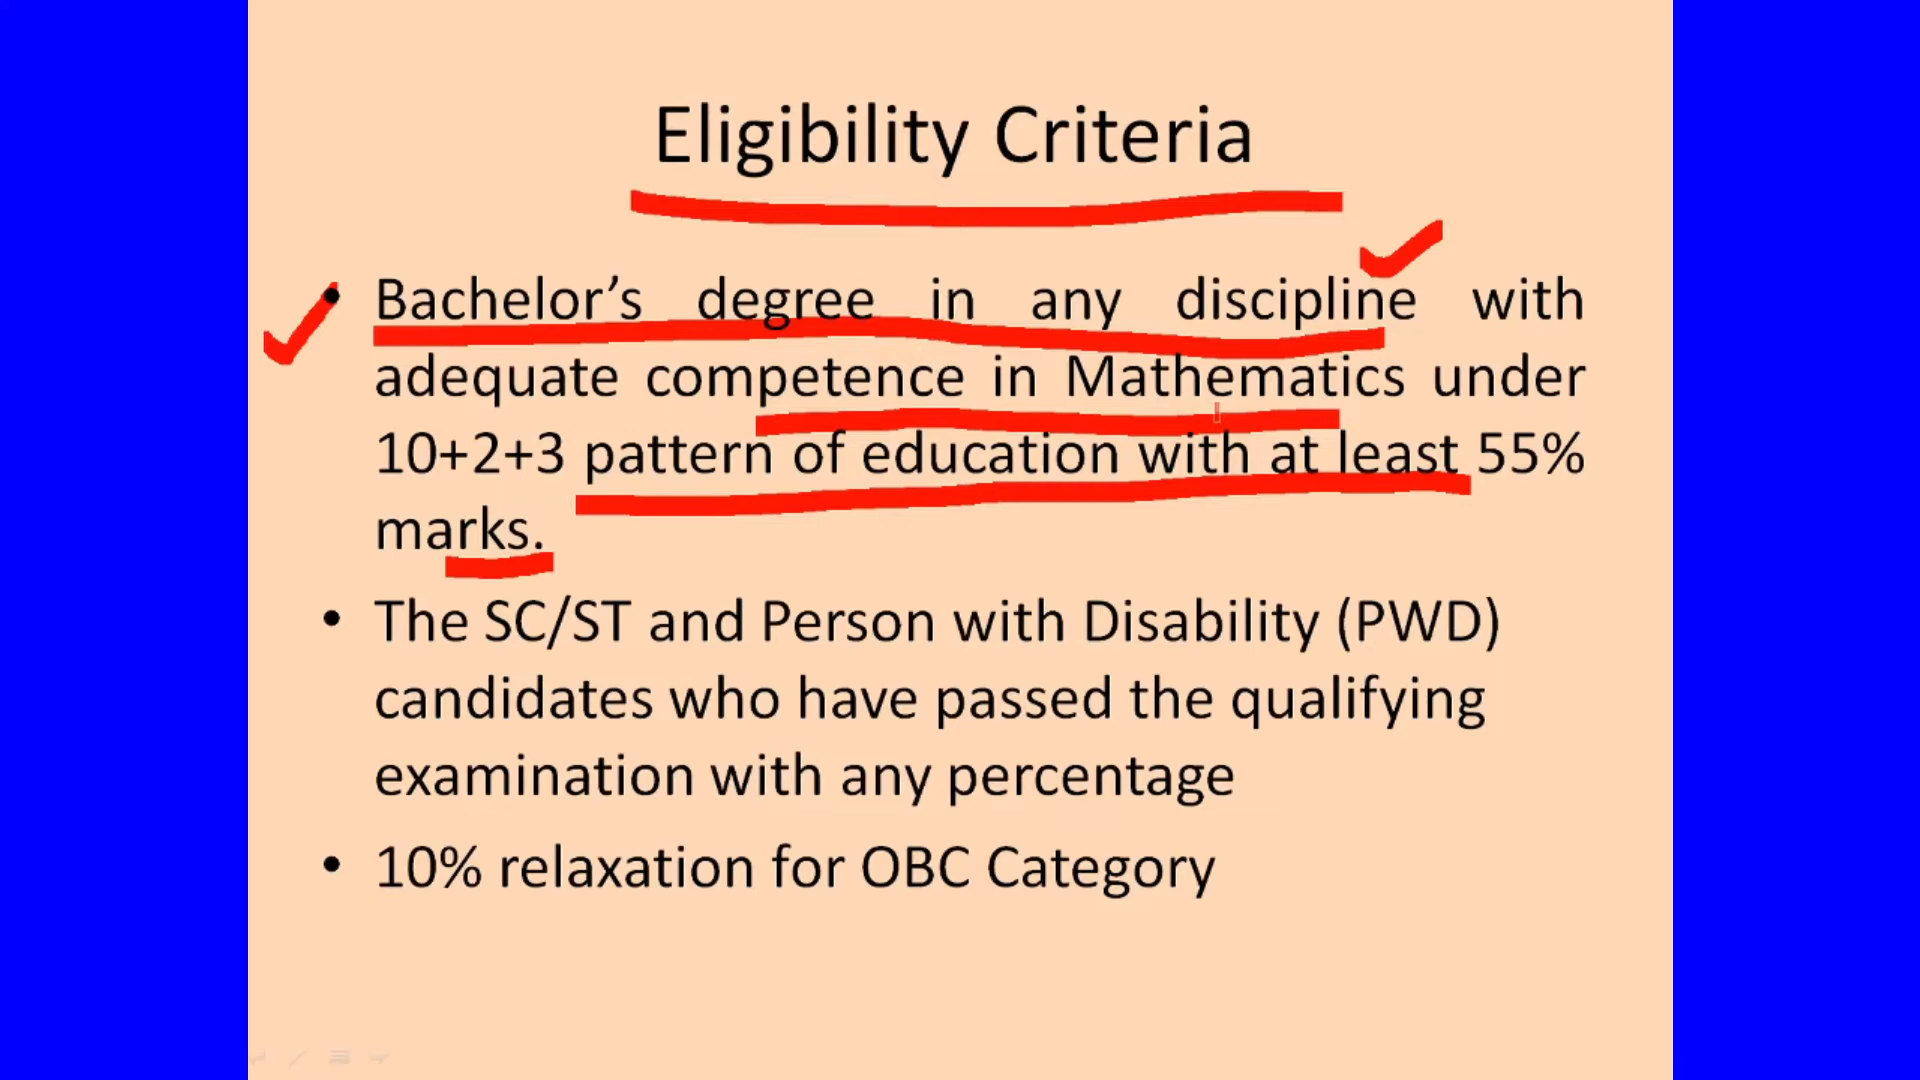 Eligibility Criteria
• Bachelor’s degree in any discipline with
adequate competence in Mathematics under
10+2+3 pattern of education with at least 55%
marks.
• The SC/ST and Person with Disability (PWD)
candidates who have passed the qualifying
examination with any percentage
• 10% relaxation for OBC Category